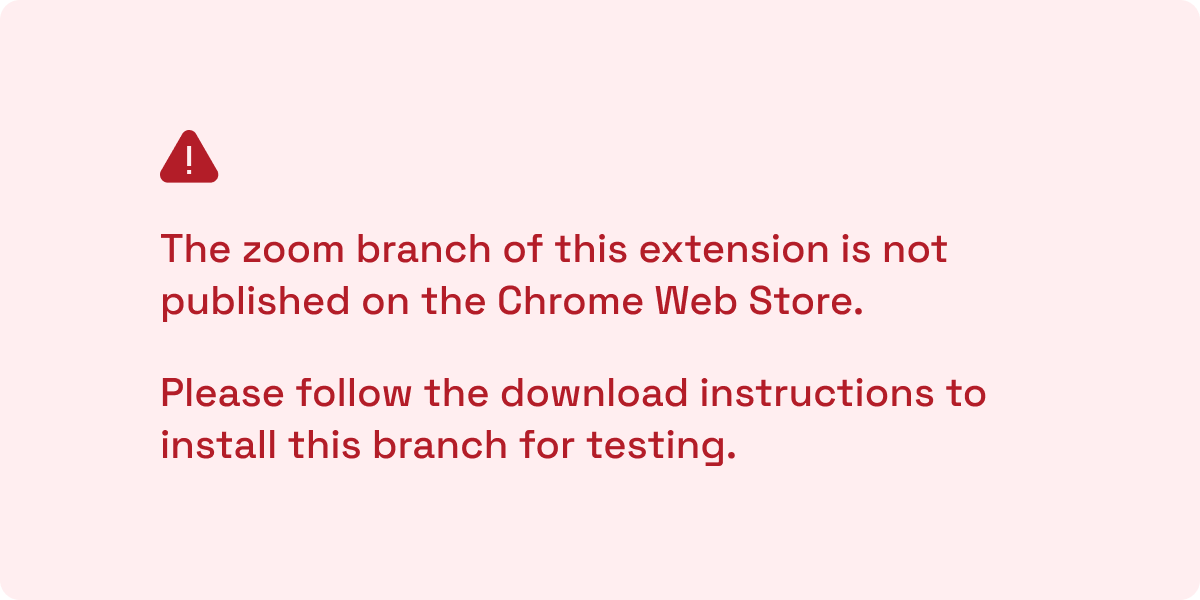 The zoom branch of this extension is not
published on the Chrome Web Store.
Please follow the download instructions to
install this branch for testing.